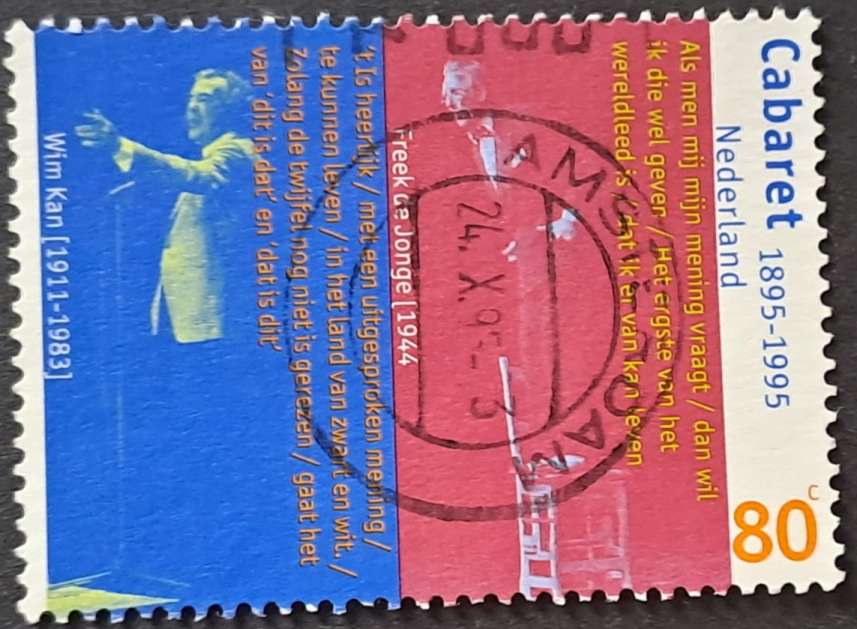 Cabaret 1895-1995
Nederland
80 c
Als men mij mijn mening vraagt / dan wil
ik die wel geven / Het ergste van het
wereldleed is / dat ik er van kan leven
Freek de Jonge [1944
't Is heerlijk / met een uitgesproken mening /
te kunnen leven / in het land van zwart en wit. /
Zolang de twijfel nog niet is gerezen / gaat het
van 'dit is dat' en 'dat is dit'
Wim Kan [1911-1983]
AMSTERDAM
24. X.9